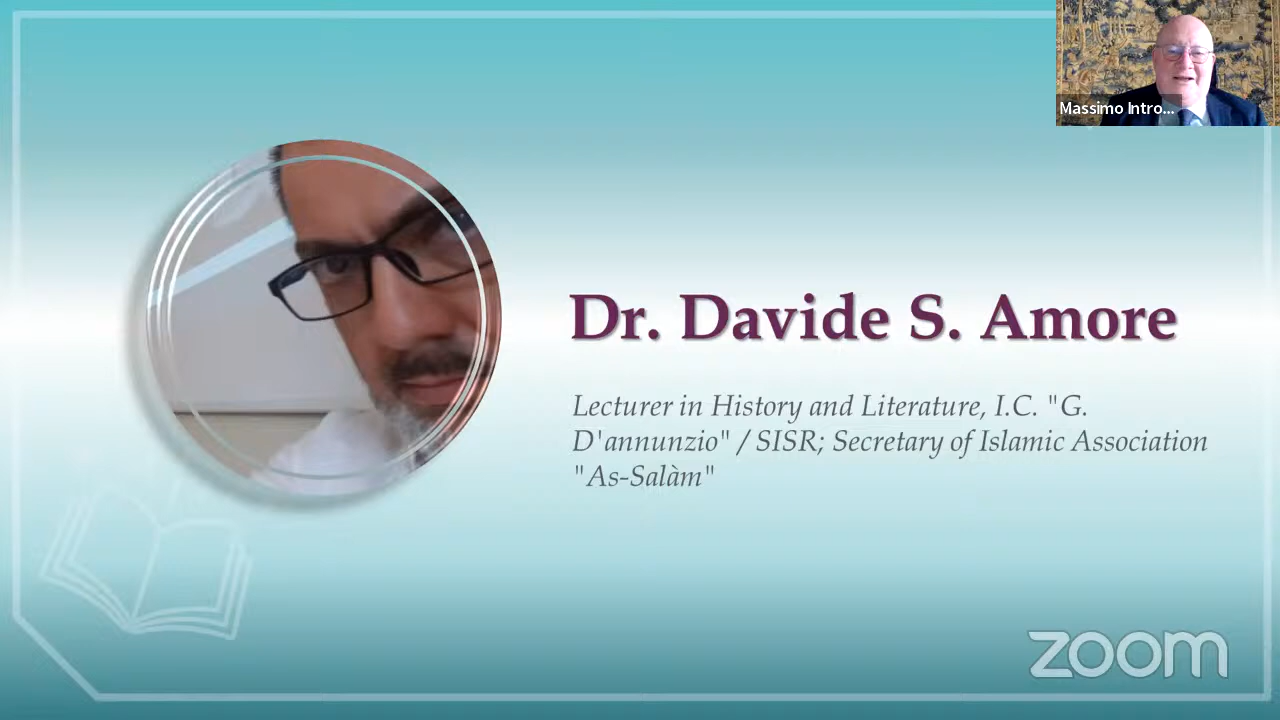 Massimo Intro...
Dr. Davide S. Amore
Lecturer in History and Literature, I.C. "G.
D'annunzio" / SISR; Secretary of Islamic Association
"As-Salàm"
zoom